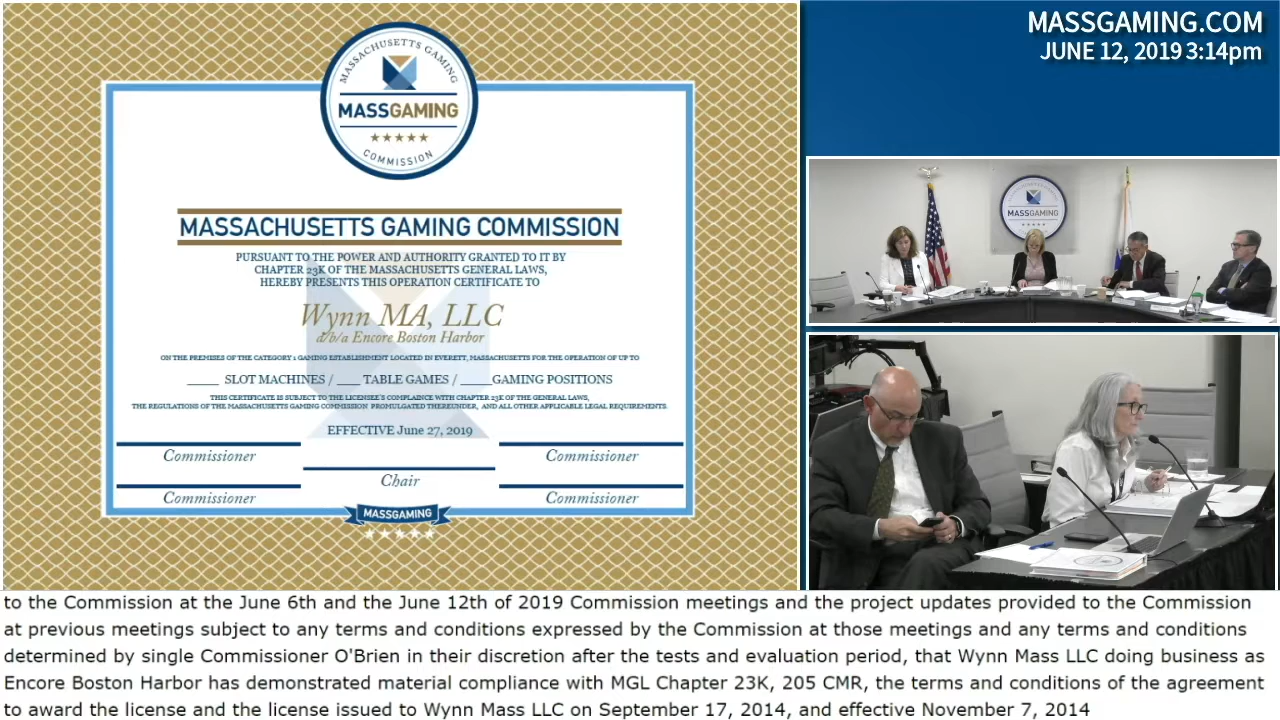 MASSACHUSETTS GAMING
MASSGAMING
COMMISSION
MASSACHUSETTS GAMING COMMISSION
PURSUANT TO THE POWER AND AUTHORITY GRANTED TO IT BY
CHAPTER 23K OF THE MASSACHUSETTS GENERAL LAWS,
HEREBY PRESENTS THIS OPERATION CERTIFICATE TO
Wynn MA, LLC
d/b/a Encore Boston Harbor
ON THE PREMISES OF THE CATEGORY 1 GAMING ESTABLISHMENT LOCATED IN EVERETT, MASSACHUSETTS FOR THE OPERATION OF UP TO
_____ SLOT MACHINES / ____ TABLE GAMES / _____GAMING POSITIONS
THIS CERTIFICATE IS SUBJECT TO THE LICENSEE'S COMPLAINCE WITH CHAPTER 23K OF THE GENERAL LAWS,
THE REGULATIONS OF THE MASSACHUSETTS GAMING COMMISSION PROMULGATED THEREUNDER, AND ALL OTHER APPLICABLE LEGAL REQUIREMENTS.
EFFECTIVE June 27, 2019
Commissioner
Commissioner
Chair
Commissioner
Commissioner
MASSGAMING
MASSGAMING.COM
JUNE 12, 2019 3:14pm
MASSGAMING
to the Commission at the June 6th and the June 12th of 2019 Commission meetings and the project updates provided to the Commission
at previous meetings subject to any terms and conditions expressed by the Commission at those meetings and any terms and conditions
determined by single Commissioner O'Brien in their discretion after the tests and evaluation period, that Wynn Mass LLC doing business as
Encore Boston Harbor has demonstrated material compliance with MGL Chapter 23K, 205 CMR, the terms and conditions of the agreement
to award the license and the license issued to Wynn Mass LLC on September 17, 2014, and effective November 7, 2014